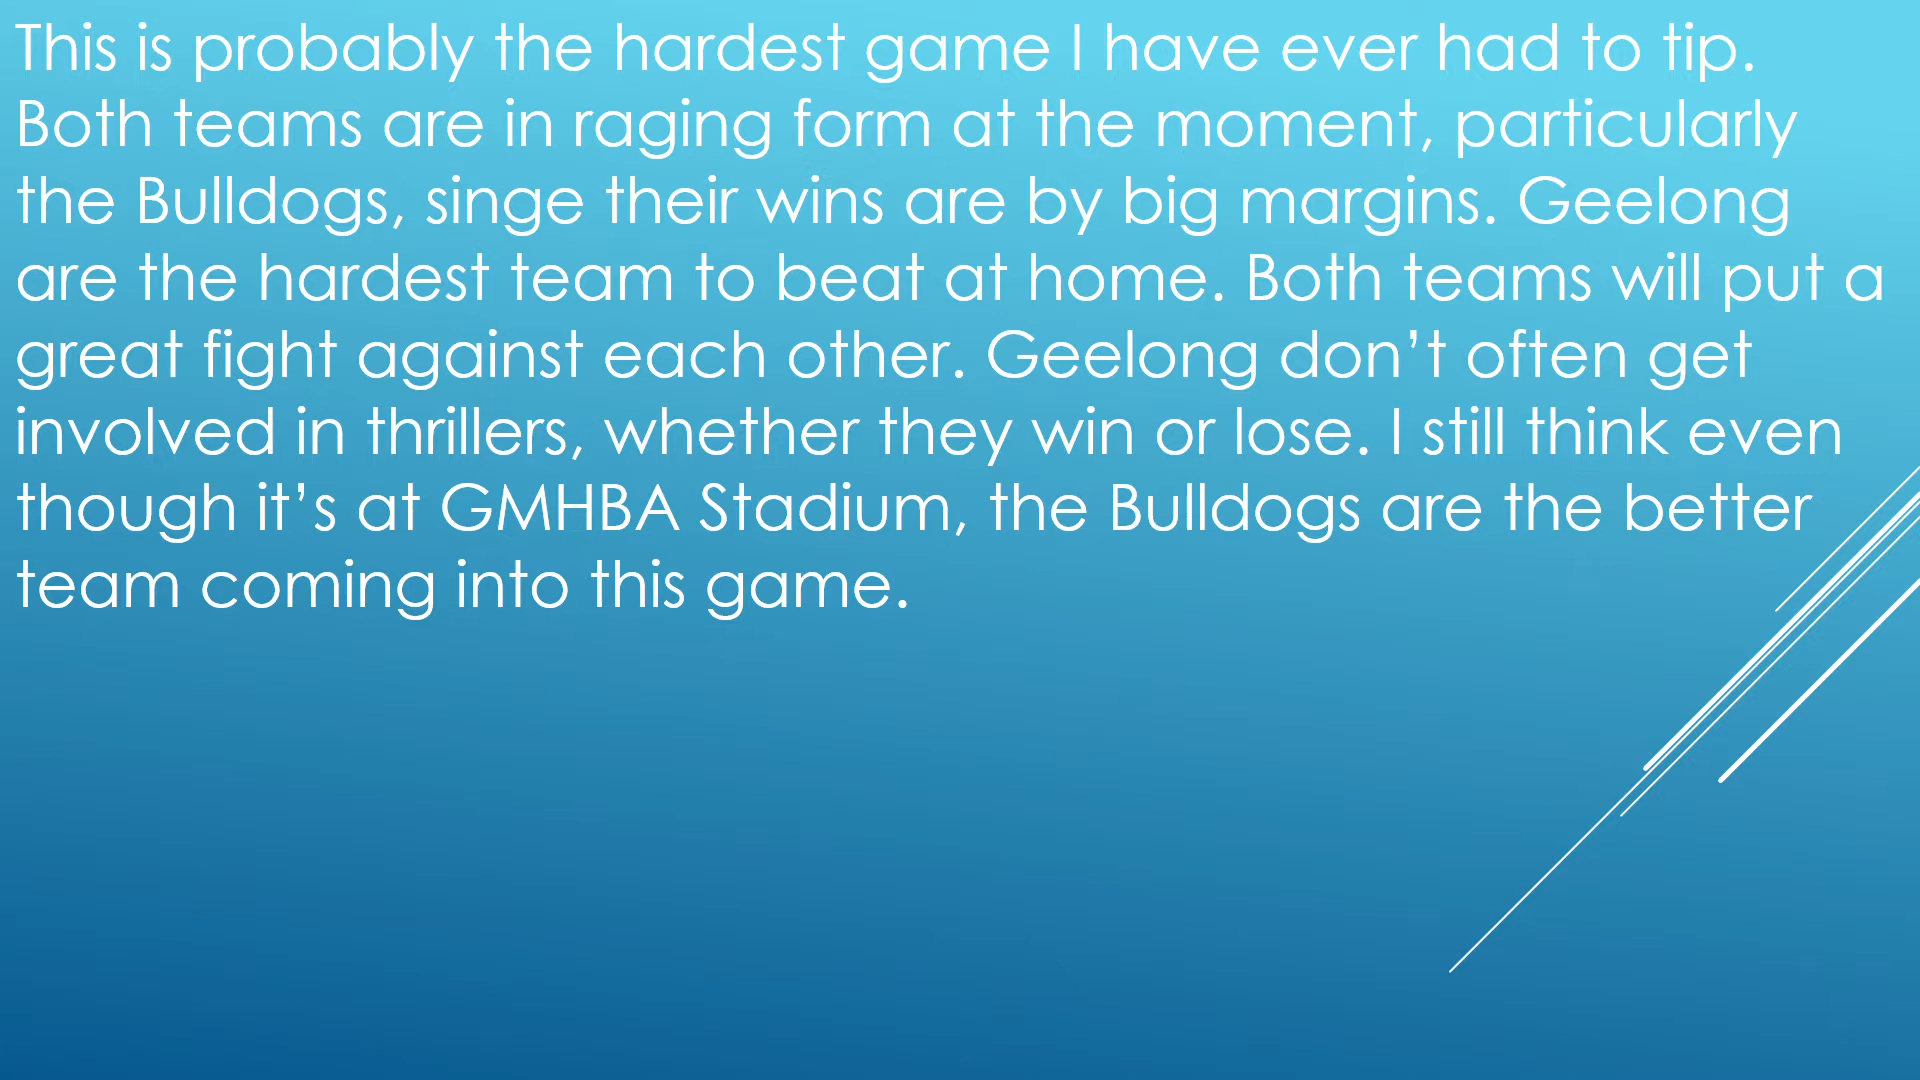 This is probably the hardest game I have ever had to tip.
Both teams are in raging form at the moment, particularly
the Bulldogs, singe their wins are by big margins. Geelong
are the hardest team to beat at home. Both teams will put a
great fight against each other. Geelong don’t often get
involved in thrillers, whether they win or lose. I still think even
though it’s at GMHBA Stadium, the Bulldogs are the better
team coming into this game.